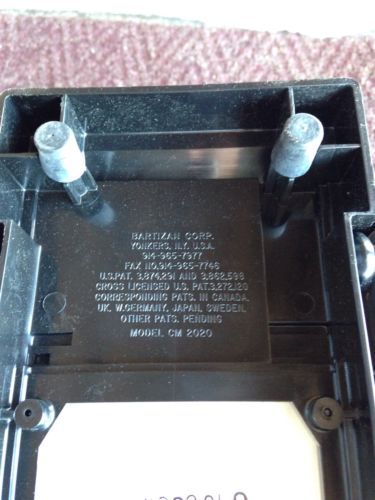 BARTIZAN CORP.
YONKERS, N.Y. U.S.A.
914-965-7977
FAX NO. 914-965-7746
U.S. PAT. 3,874,291 AND 3,862,598
CROSS LICENSED U.S. PAT. 3,272,120
CORRESPONDING PATS. IN CANADA,
UK, W.GERMANY, JAPAN, SWEDEN,
OTHER PATS. PENDING
MODEL CM 2020